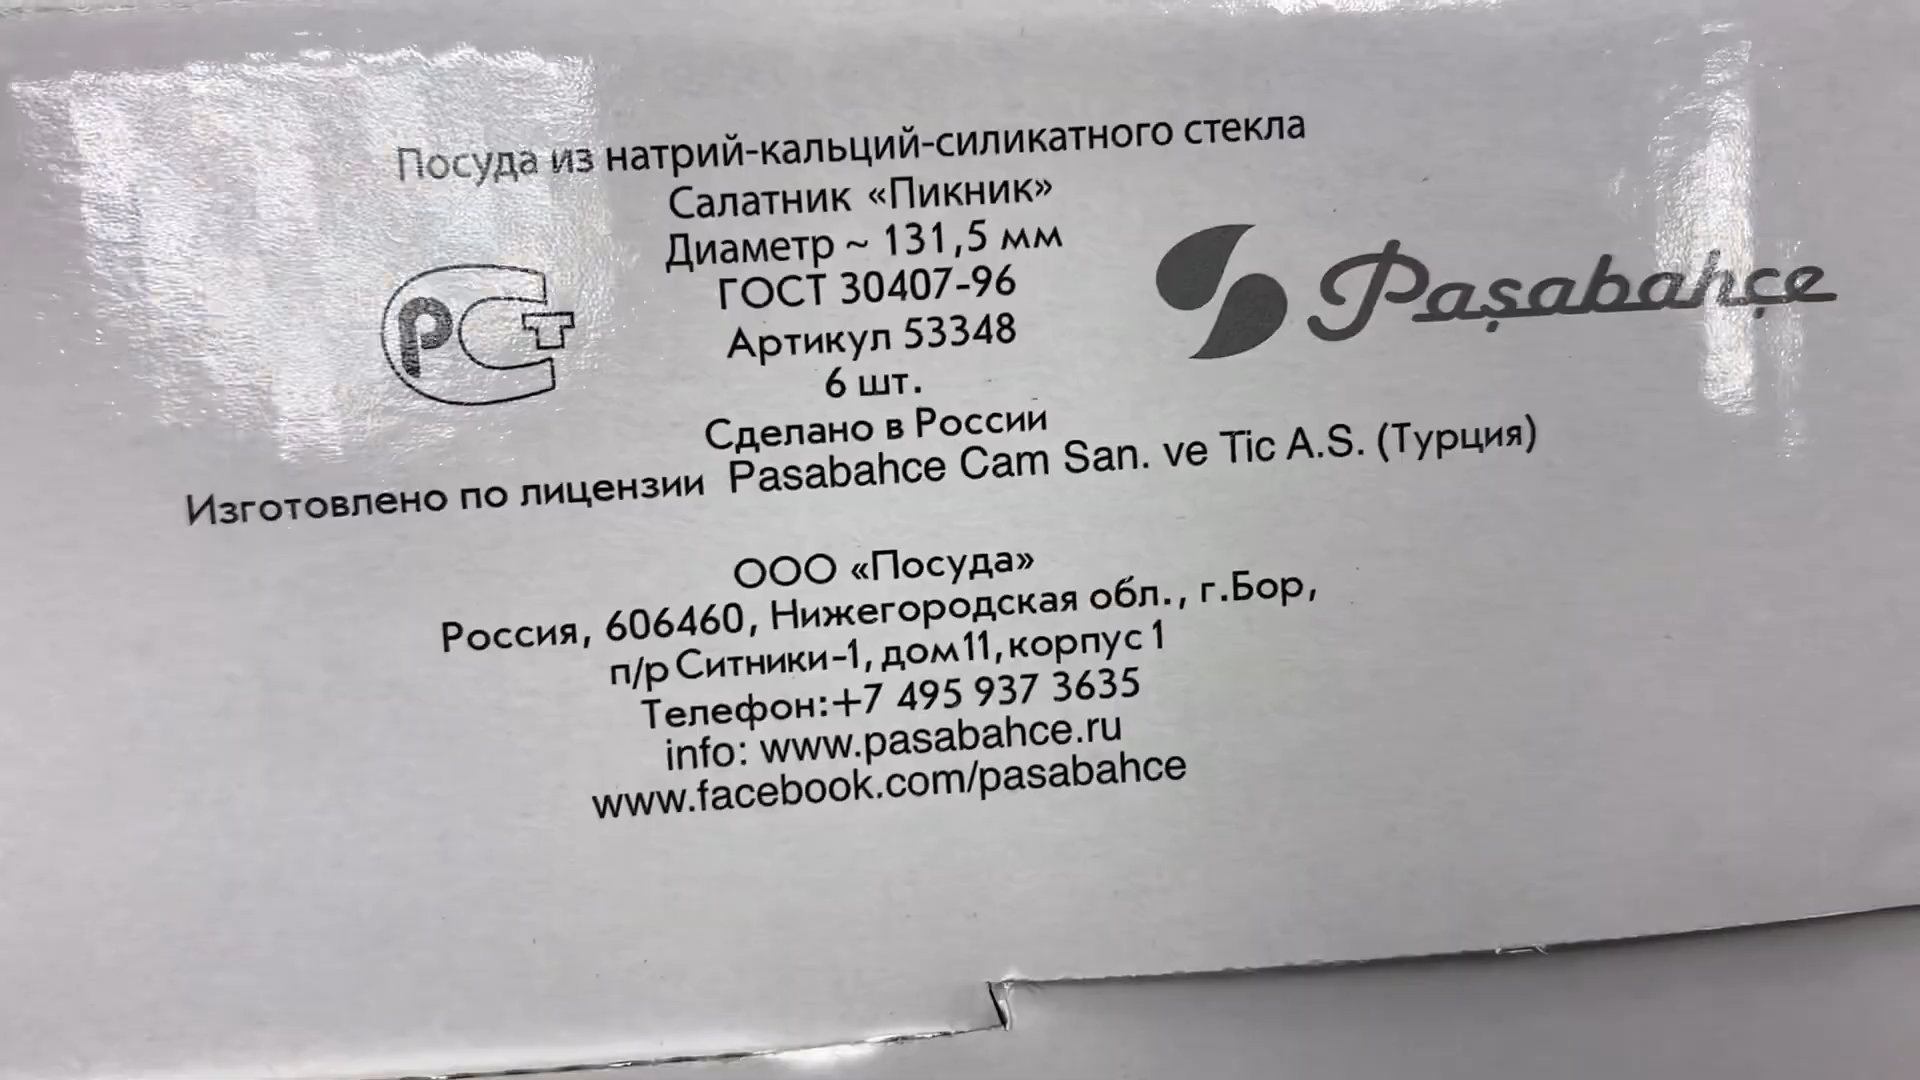 Посуда из натрий-кальций-силикатного стекла
Салатник «Пикник»
Диаметр ~ 131,5 мм
ГОСТ 30407-96
Артикул 53348
6 шт.
Сделано в России
Изготовлено по лицензии Pasabahce Cam San. ve Tic A.S. (Турция)
РСТ
Paşabahçe
ООО «Посуда»
Россия, 606460, Нижегородская обл., г.Бор,
п/р Ситники-1, дом 11, корпус 1
Телефон:+7 495 937 3635
info: www.pasabahce.ru
www.facebook.com/pasabahce